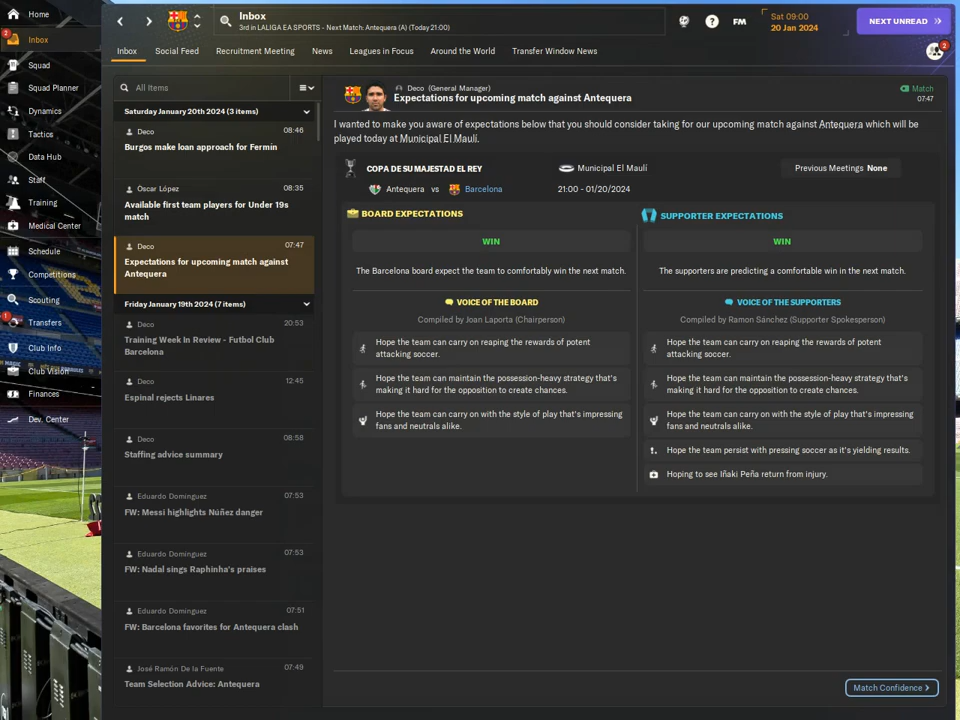 Home
Inbox
2
Squad
Squad Planner
Dynamics
Tactics
Data Hub
Staff
Training
Medical Center
Schedule
Competitions
Scouting
Transfers
1
Club Info
Club Vision
Finances
Dev. Center
Inbox
3rd in LALIGA EA SPORTS - Next Match: Antequera (A) (Today 21:00)
?
FM
Sat 09:00
20 Jan 2024
NEXT UNREAD
2
Inbox
Social Feed
Recruitment Meeting
News
Leagues in Focus
Around the World
Transfer Window News
All Items
Saturday January 20th 2024 (3 items)
Deco
08:46
Burgos make loan approach for Fermin
Òscar López
08:35
Available first team players for Under 19s
match
Deco
07:47
Expectations for upcoming match against
Antequera
Friday January 19th 2024 (7 items)
Deco
20:53
Training Week In Review - Futbol Club
Barcelona
Deco
12:45
Espinal rejects Linares
Deco
08:58
Staffing advice summary
Eduardo Dominguez
07:53
FW: Messi highlights Núñez danger
Eduardo Dominguez
07:53
FW: Nadal sings Raphinha's praises
Eduardo Dominguez
07:51
FW: Barcelona favorites for Antequera clash
José Ramón De la Fuente
07:49
Team Selection Advice: Antequera
Deco (General Manager)
Expectations for upcoming match against Antequera
Match
07:47
I wanted to make you aware of expectations below that you should consider taking for our upcoming match against Antequera which will be
played today at Municipal El Maulí.
COPA DE SU MAJESTAD EL REY
Municipal El Maulí
Previous Meetings None
Antequera vs Barcelona
21:00 - 01/20/2024
BOARD EXPECTATIONS
WIN
The Barcelona board expect the team to comfortably win the next match.
VOICE OF THE BOARD
Compiled by Joan Laporta (Chairperson)
Hope the team can carry on reaping the rewards of potent
attacking soccer.
Hope the team can maintain the possession-heavy strategy that's
making it hard for the opposition to create chances.
Hope the team can carry on with the style of play that's impressing
fans and neutrals alike.
SUPPORTER EXPECTATIONS
WIN
The supporters are predicting a comfortable win in the next match.
VOICE OF THE SUPPORTERS
Compiled by Ramon Sánchez (Supporter Spokesperson)
Hope the team can carry on reaping the rewards of potent
attacking soccer.
Hope the team can maintain the possession-heavy strategy that's
making it hard for the opposition to create chances.
Hope the team can carry on with the style of play that's impressing
fans and neutrals alike.
Hope the team persist with pressing soccer as it's yielding results.
Hoping to see Iñaki Peña return from injury.
Match Confidence